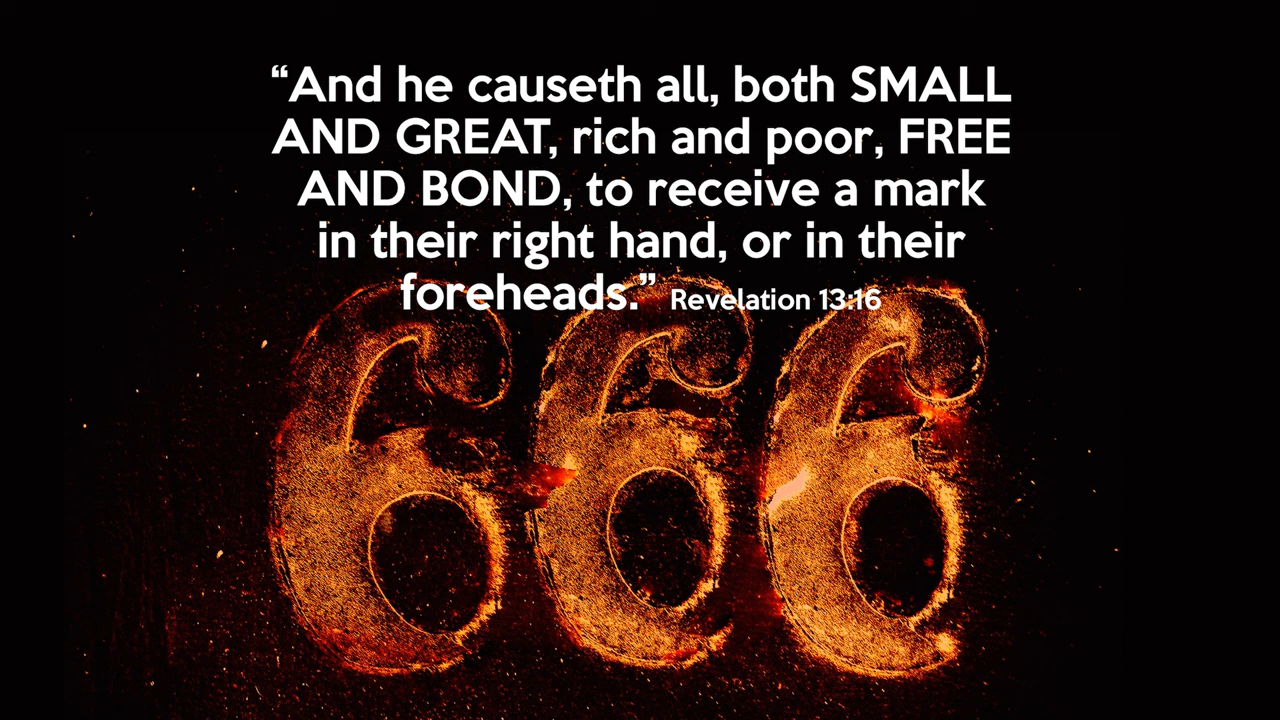 “And he causeth all, both SMALL
AND GREAT, rich and poor, FREE
AND BOND, to receive a mark
in their right hand, or in their
foreheads.” Revelation 13:16
666